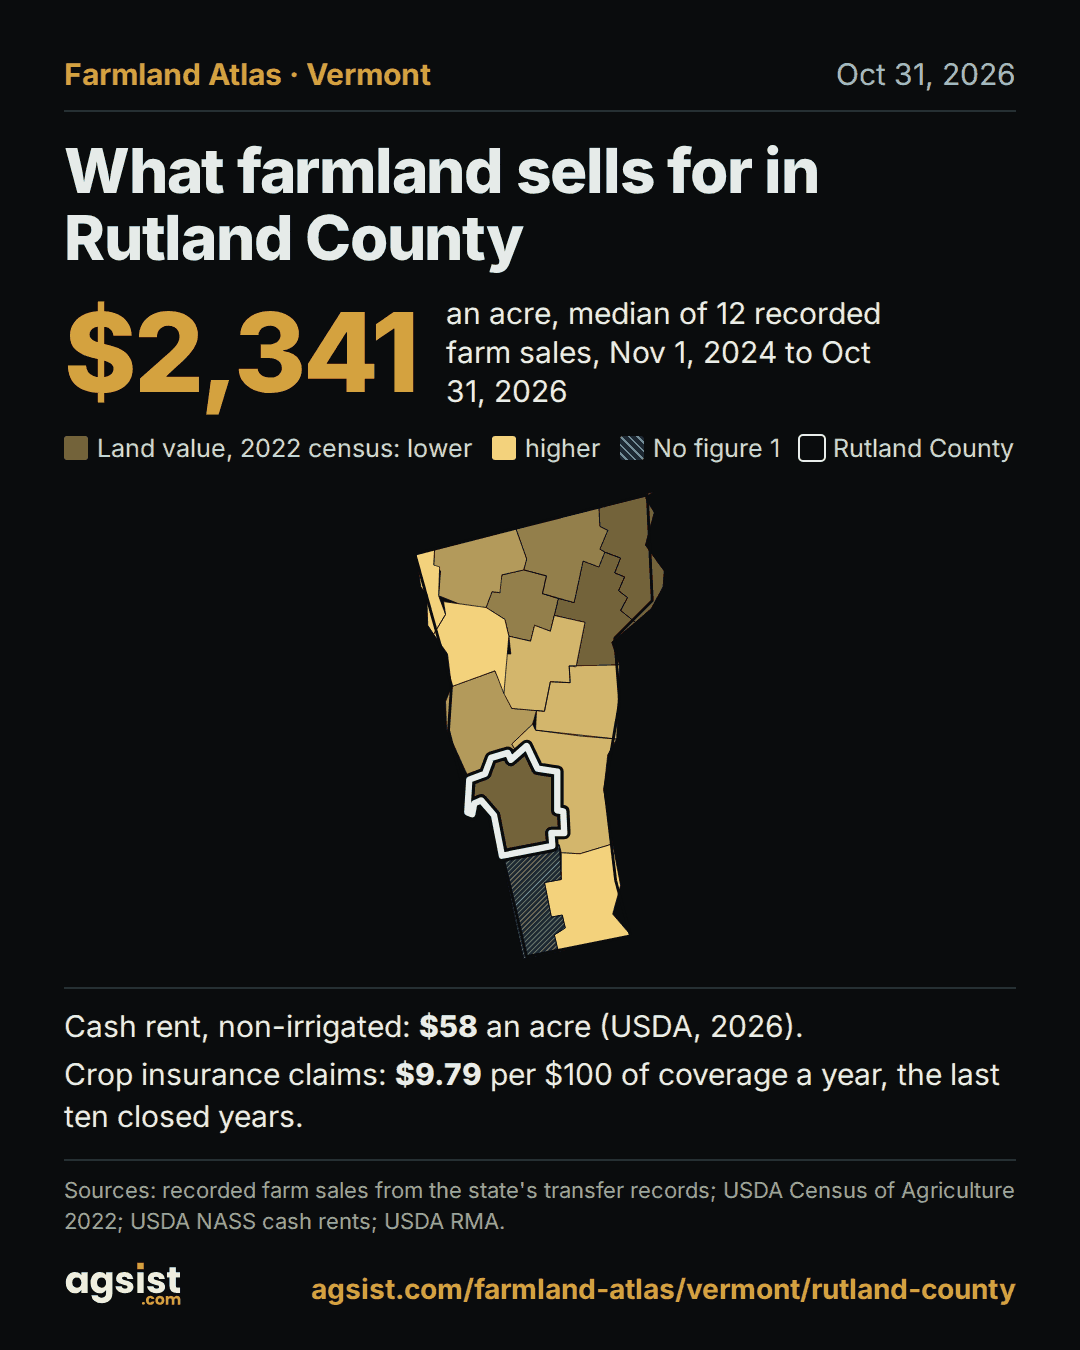 Farmland Atlas · Vermont
Oct 31, 2026
What farmland sells for in
Rutland County
$2,341
an acre, median of 12 recorded
farm sales, Nov 1, 2024 to Oct
31, 2026
Land value, 2022 census: lower
higher
No figure 1
Rutland County
Cash rent, non-irrigated: $58 an acre (USDA, 2026).
Crop insurance claims: $9.79 per $100 of coverage a year, the last
ten closed years.
Sources: recorded farm sales from the state's transfer records; USDA Census of Agriculture
2022; USDA NASS cash rents; USDA RMA.
agsist
.com
agsist.com/farmland-atlas/vermont/rutland-county